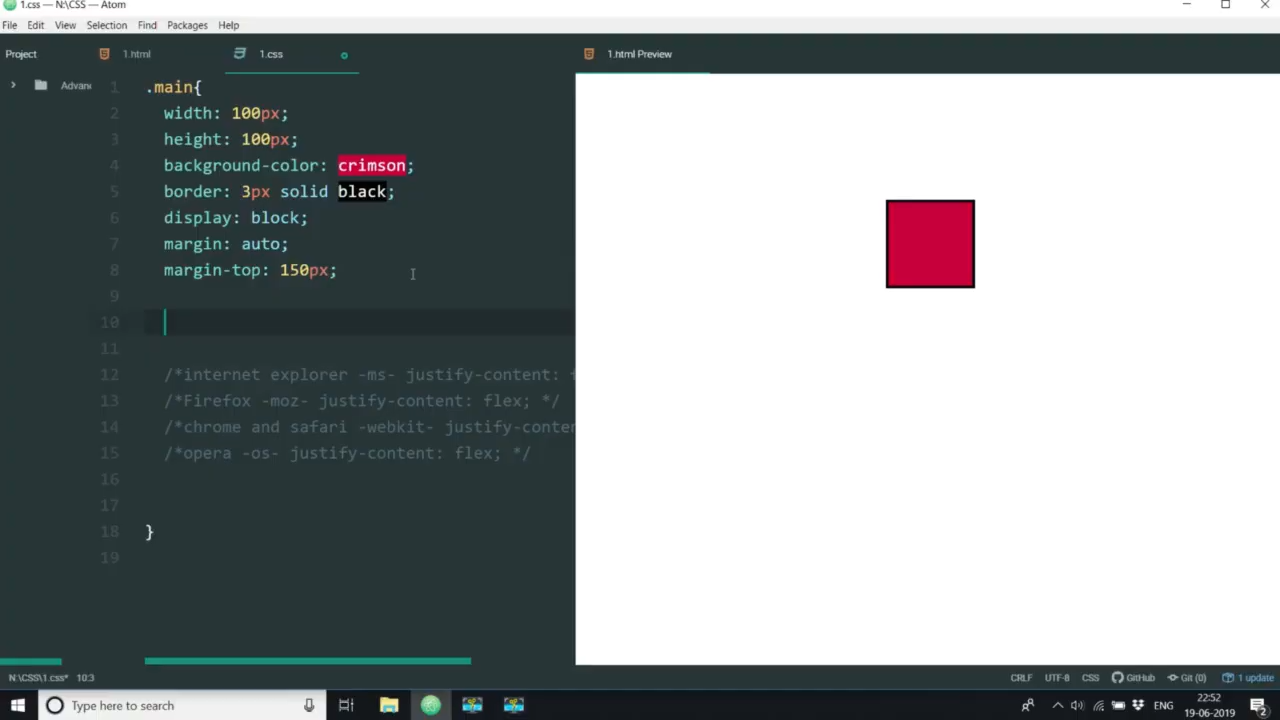 1.css — N:\CSS — Atom
File Edit View Selection Find Packages Help
Project 1.html 1.css 1.html Preview
Advan
1 .main{
2 width: 100px;
3 height: 100px;
4 background-color: crimson;
5 border: 3px solid black;
6 display: block;
7 margin: auto;
8 margin-top: 150px;
9
10
11
12 /*internet explorer -ms- justify-content: f
13 /*Firefox -moz- justify-content: flex; */
14 /*chrome and safari -webkit- justify-conten
15 /*opera -os- justify-content: flex; */
16
17
18 }
19
N:\CSS\1.css* 10:3 CRLF UTF-8 CSS GitHub Git (0) 1 update
Type here to search ENG 22:52
19-06-2019 2